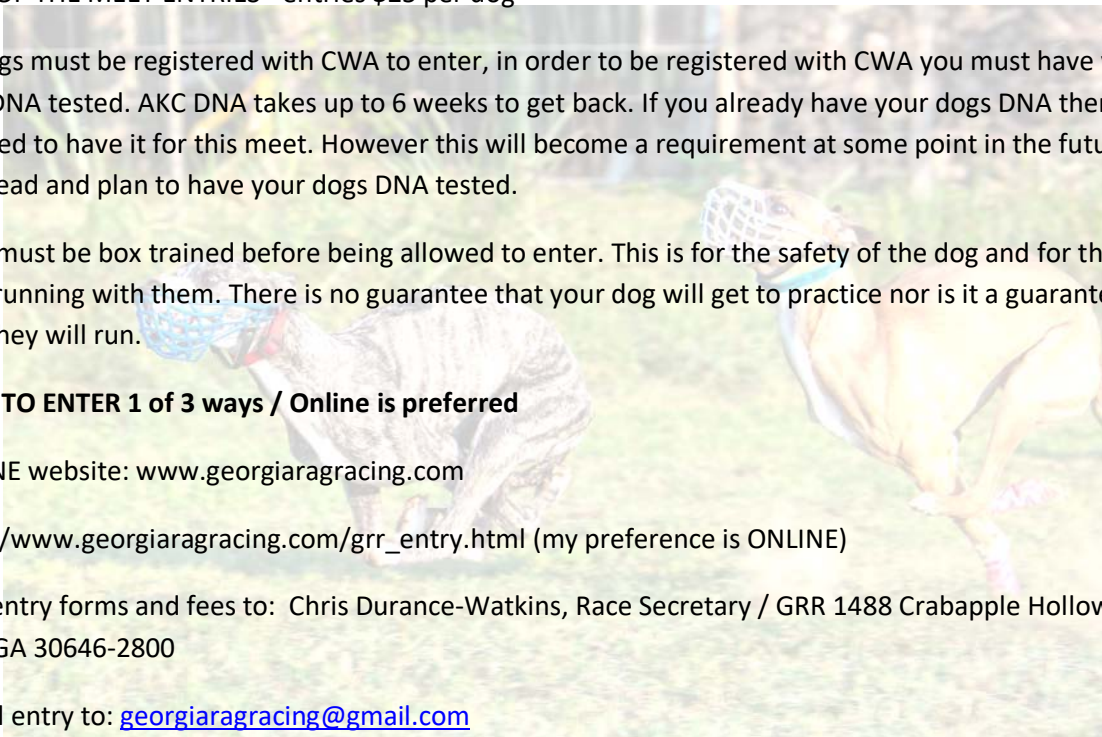 OF THE MEET ENTRIES - entries $25 per dog
gs must be registered with CWA to enter, in order to be registered with CWA you must have
DNA tested. AKC DNA takes up to 6 weeks to get back. If you already have your dogs DNA then
ed to have it for this meet. However this will become a requirement at some point in the futu
ead and plan to have your dogs DNA tested.
must be box trained before being allowed to enter. This is for the safety of the dog and for th
running with them. There is no guarantee that your dog will get to practice nor is it a guarante
hey will run.
TO ENTER 1 of 3 ways / Online is preferred
NE website: www.georgiaragracing.com
/www.georgiaragracing.com/grr_entry.html (my preference is ONLINE)
entry forms and fees to: Chris Durance-Watkins, Race Secretary / GRR 1488 Crabapple Hollow
GA 30646-2800
l entry to: georgiaragracing@gmail.com